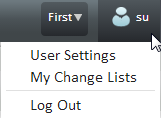 First ▼ su
User Settings
My Change Lists
Log Out